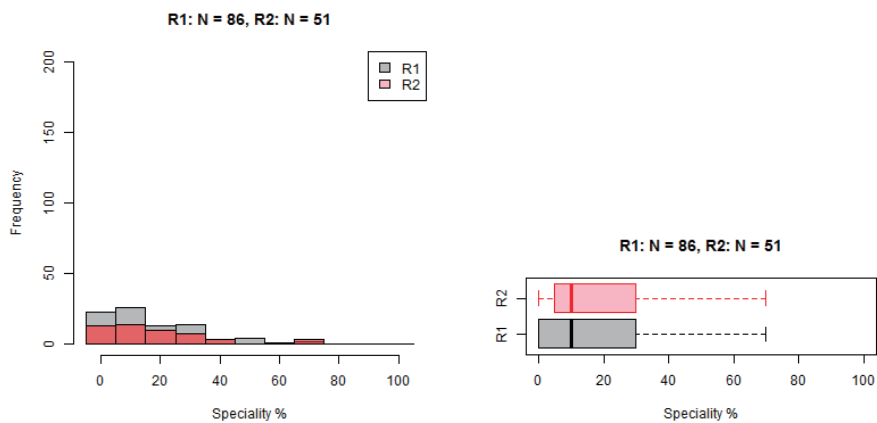 R1: N = 86, R2: N = 51
R1
R2
200
150
100
50
0
Frequency
0 20 40 60 80 100
Speciality %
R1: N = 86, R2: N = 51
R2
R1
0 20 40 60 80 100
Speciality %